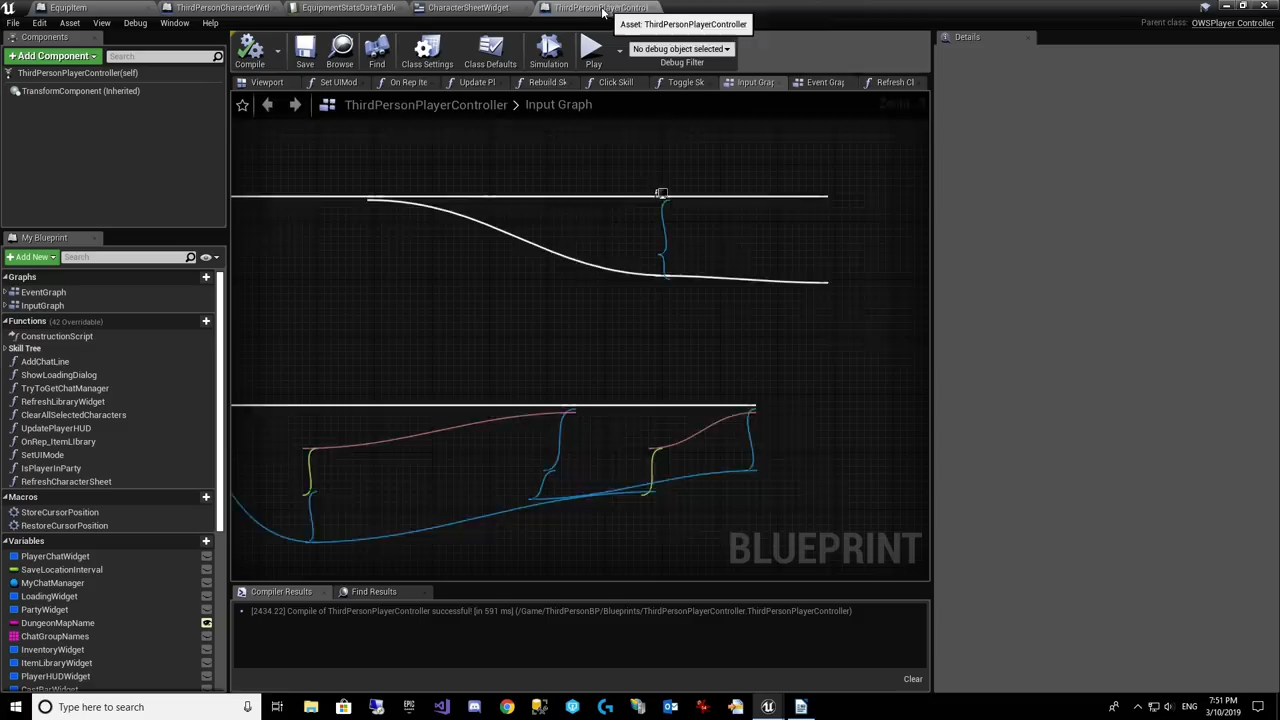 EquipItem
ThirdPersonCharacterWitl
EquipmentStatsDataTable
CharacterSheetWidget
ThirdPersonPlayerControl
File Edit Asset View Debug Window Help
Parent class: OWSPlayer Controller
Asset: ThirdPersonPlayerController
Components
Add Component
Search
ThirdPersonPlayerController(self)
TransformComponent (Inherited)
Compile
Save
Browse
Find
Class Settings
Class Defaults
Simulation
Play
No debug object selected
Debug Filter
Details
Viewport
Set UIMod
On Rep Ite
Update Pl
Rebuild Sk
Click Skill
Toggle Sk
Input Grap
Event Grap
Refresh Cl
ThirdPersonPlayerController > Input Graph
My Blueprint
Add New
Search
Graphs
EventGraph
InputGraph
Functions (42 Overridable)
ConstructionScript
Skill Tree
AddChatLine
ShowLoadingDialog
TryToGetChatManager
RefreshLibraryWidget
ClearAllSelectedCharacters
UpdatePlayerHUD
OnRep_ItemLIbrary
SetUIMode
IsPlayerInParty
RefreshCharacterSheet
Macros
StoreCursorPosition
RestoreCursorPosition
Variables
PlayerChatWidget
SaveLocationInterval
MyChatManager
LoadingWidget
PartyWidget
DungeonMapName
ChatGroupNames
InventoryWidget
ItemLibraryWidget
PlayerHUDWidget
CastBarWidget
BLUEPRINT
Compiler Results
Find Results
[2434.22] Compile of ThirdPersonPlayerController successful! [in 591 ms] (/Game/ThirdPersonBP/Blueprints/ThirdPersonPlayerController.ThirdPersonPlayerController)
Clear
Type here to search
7:51 PM
3/10/2019